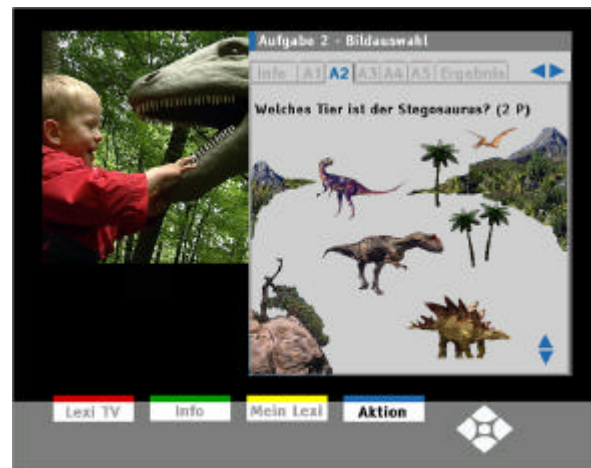 Aufgabe 2 - Bildauswahl
Info A1 A2 A3 A4 A5 Ergebnis
Welches Tier ist der Stegosaurus? (2 P)
Lexi TV Info Mein Lexi Aktion